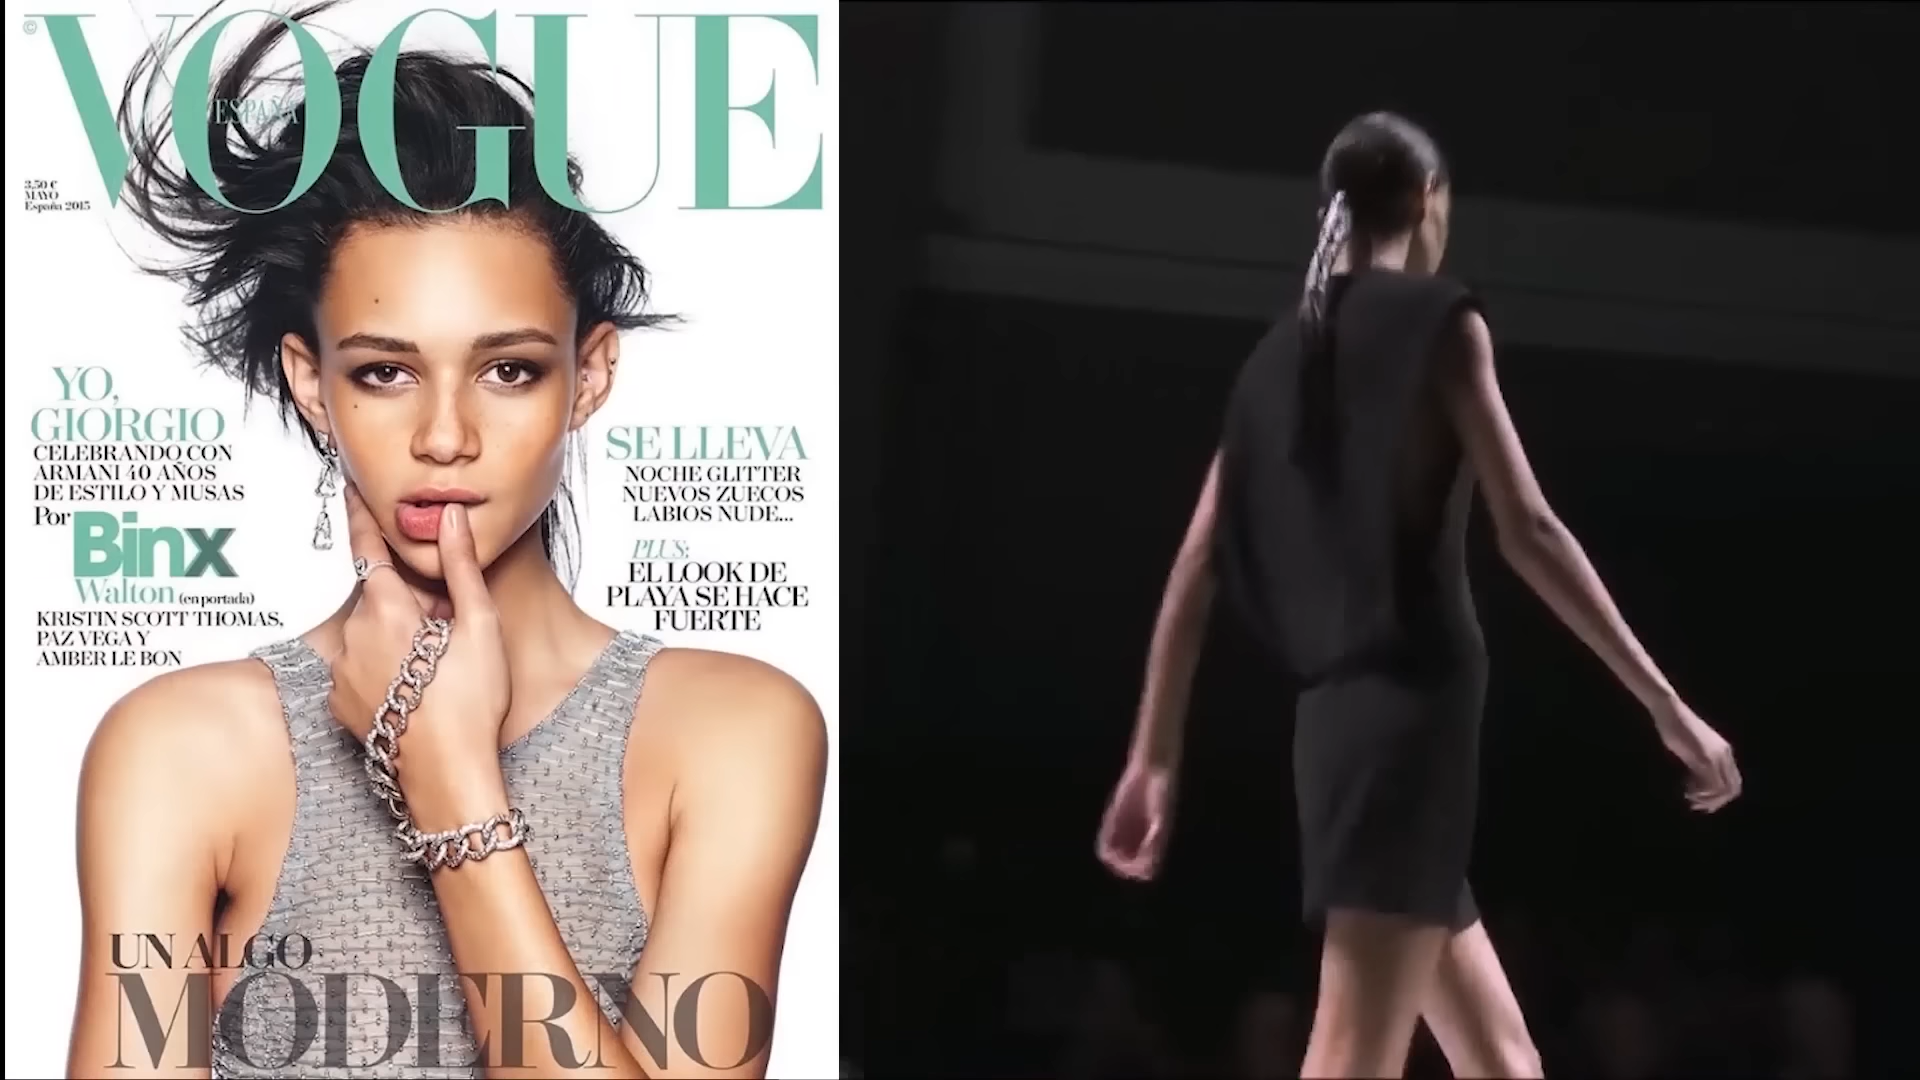 ©
VOGUE
ESPAÑA
3,50 €
MAYO
España 2015
YO,
GIORGIO
CELEBRANDO CON
ARMANI 40 AÑOS
DE ESTILO Y MUSAS
Por Binx
Walton (en portada)
KRISTIN SCOTT THOMAS,
PAZ VEGA Y
AMBER LE BON
SE LLEVA
NOCHE GLITTER
NUEVOS ZUECOS
LABIOS NUDE...
PLUS:
EL LOOK DE
PLAYA SE HACE
FUERTE
UN ALGO
MODERNO